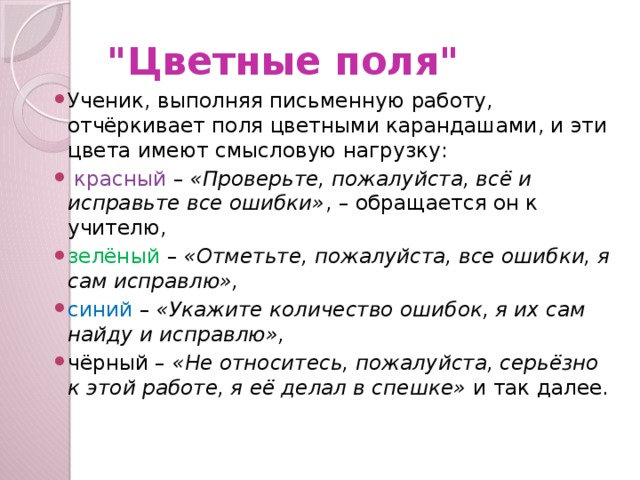 "Цветные поля"
Ученик, выполняя письменную работу,
отчёркивает поля цветными карандашами, и эти
цвета имеют смысловую нагрузку:
красный – «Проверьте, пожалуйста, всё и
исправьте все ошибки», – обращается он к
учителю,
зелёный – «Отметьте, пожалуйста, все ошибки, я
сам исправлю»,
синий – «Укажите количество ошибок, я их сам
найду и исправлю»,
чёрный – «Не относитесь, пожалуйста, серьёзно
к этой работе, я её делал в спешке» и так далее.